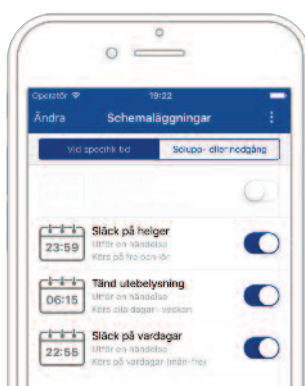 Operatör 19:22
Ändra Schemaläggningar
Vid specifik tid Solupp- eller nedgång
Släck på helger
23:59 Utför en händelse
Körs på fre och lör
Tänd utebelysning
06:15 Utför en händelse
Körs alla dagar i veckan
Släck på vardagar
22:55 Utför en händelse
Körs på vardagar (mån-fre)